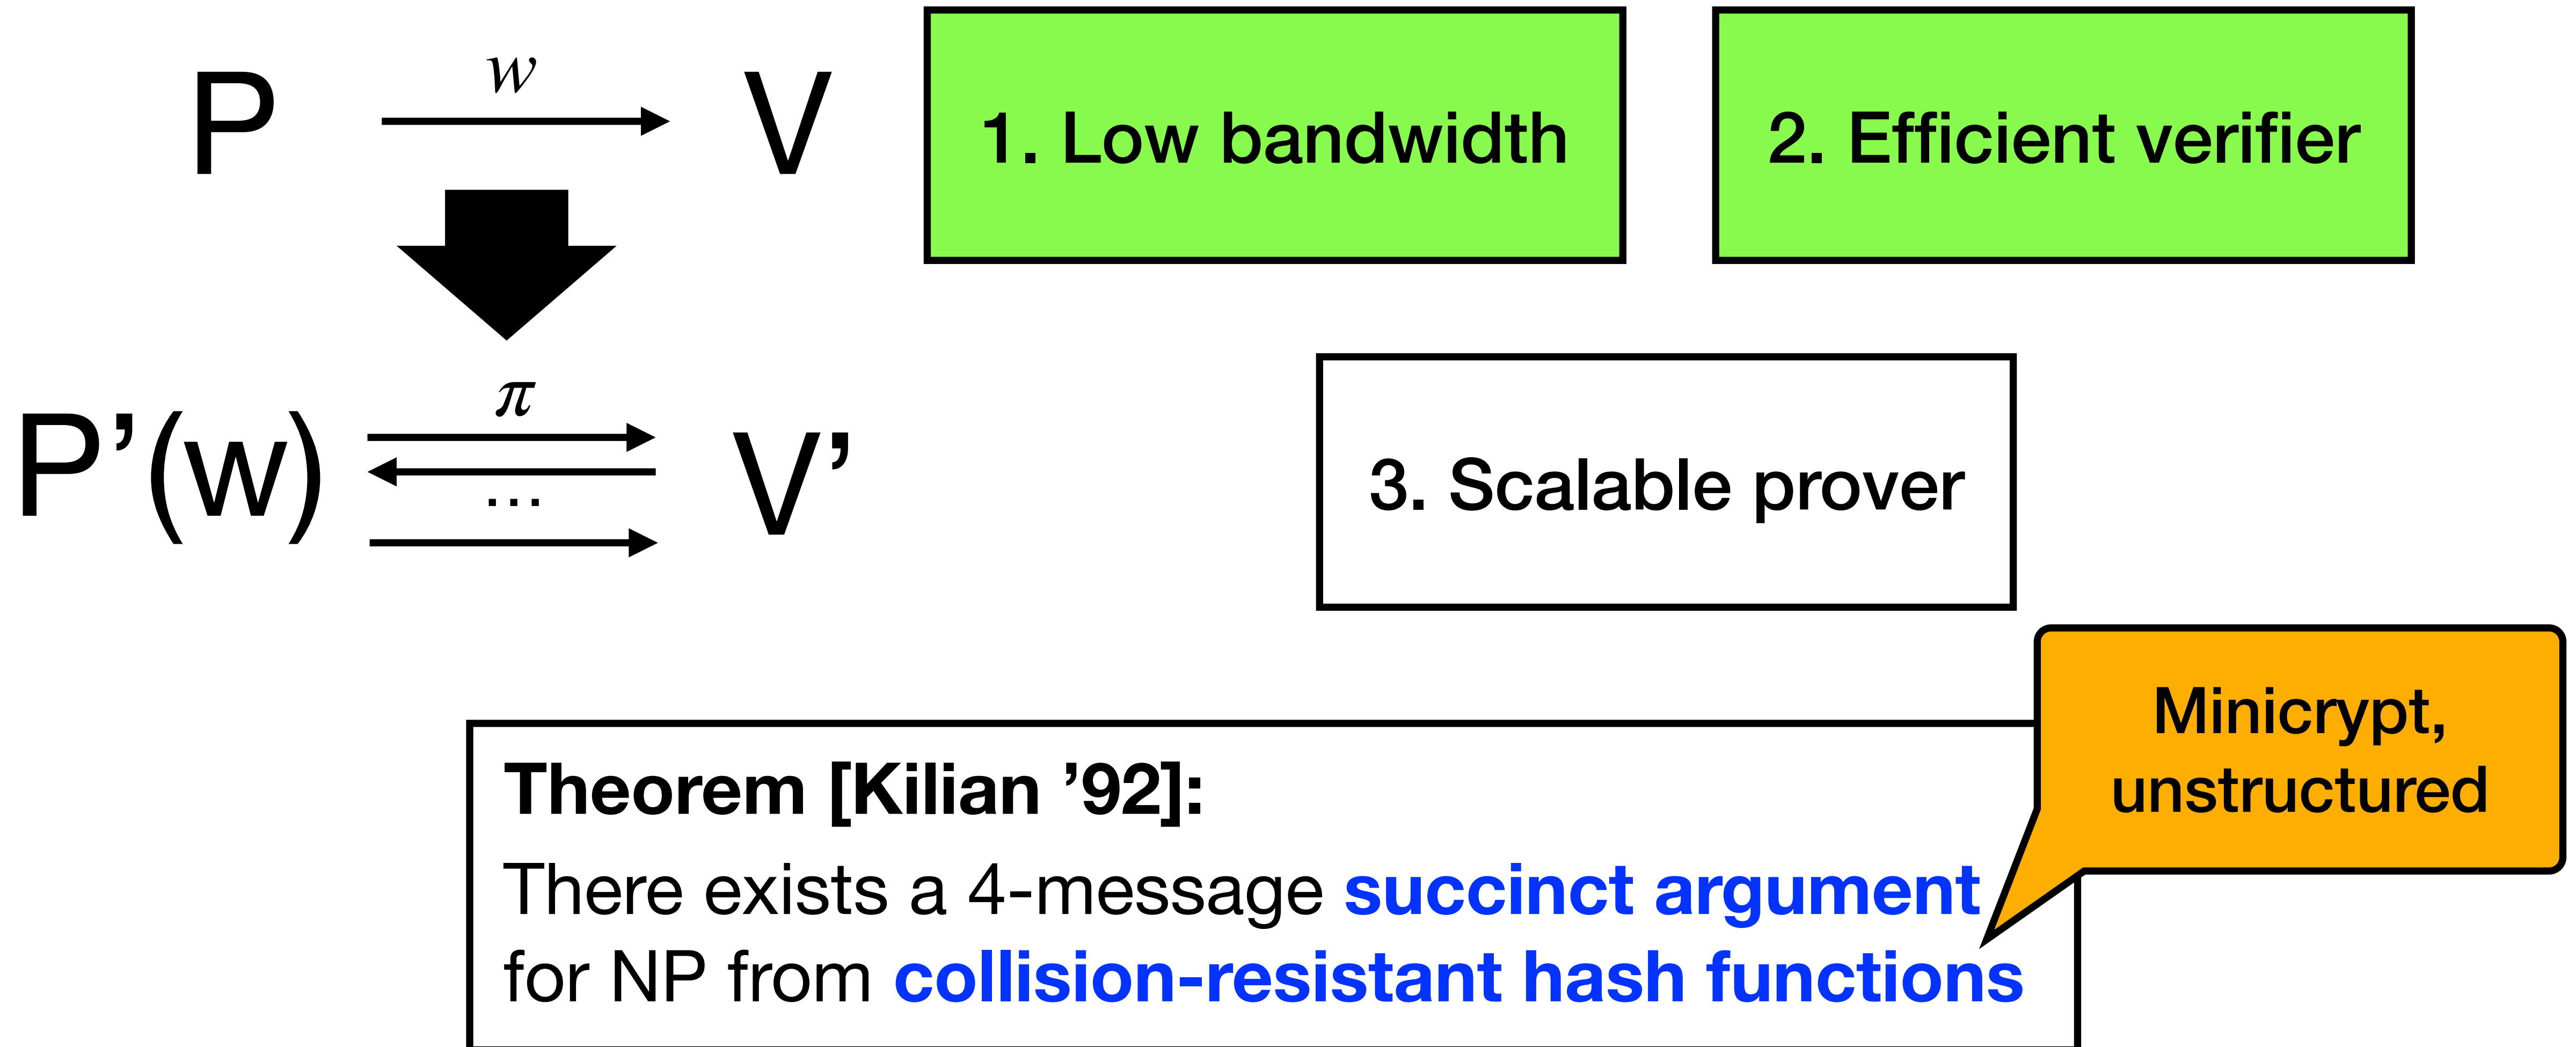 P w V
1. Low bandwidth
2. Efficient verifier
P’(w) π V’
...
3. Scalable prover
Minicrypt,
unstructured
Theorem [Kilian ’92]:
There exists a 4-message succinct argument
for NP from collision-resistant hash functions